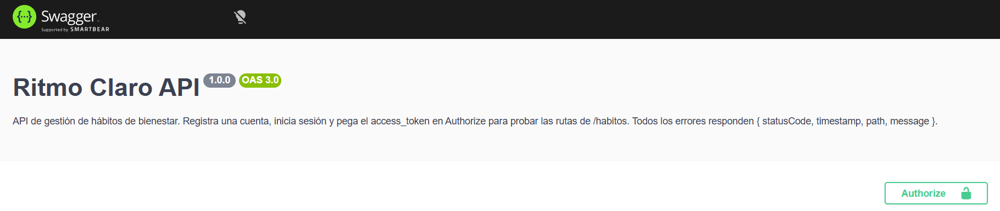 Swagger
Supported by SMARTBEAR
Ritmo Claro API 1.0.0 OAS 3.0
API de gestión de hábitos de bienestar. Registra una cuenta, inicia sesión y pega el access_token en Authorize para probar las rutas de /habitos. Todos los errores responden { statusCode, timestamp, path, message }.
Authorize